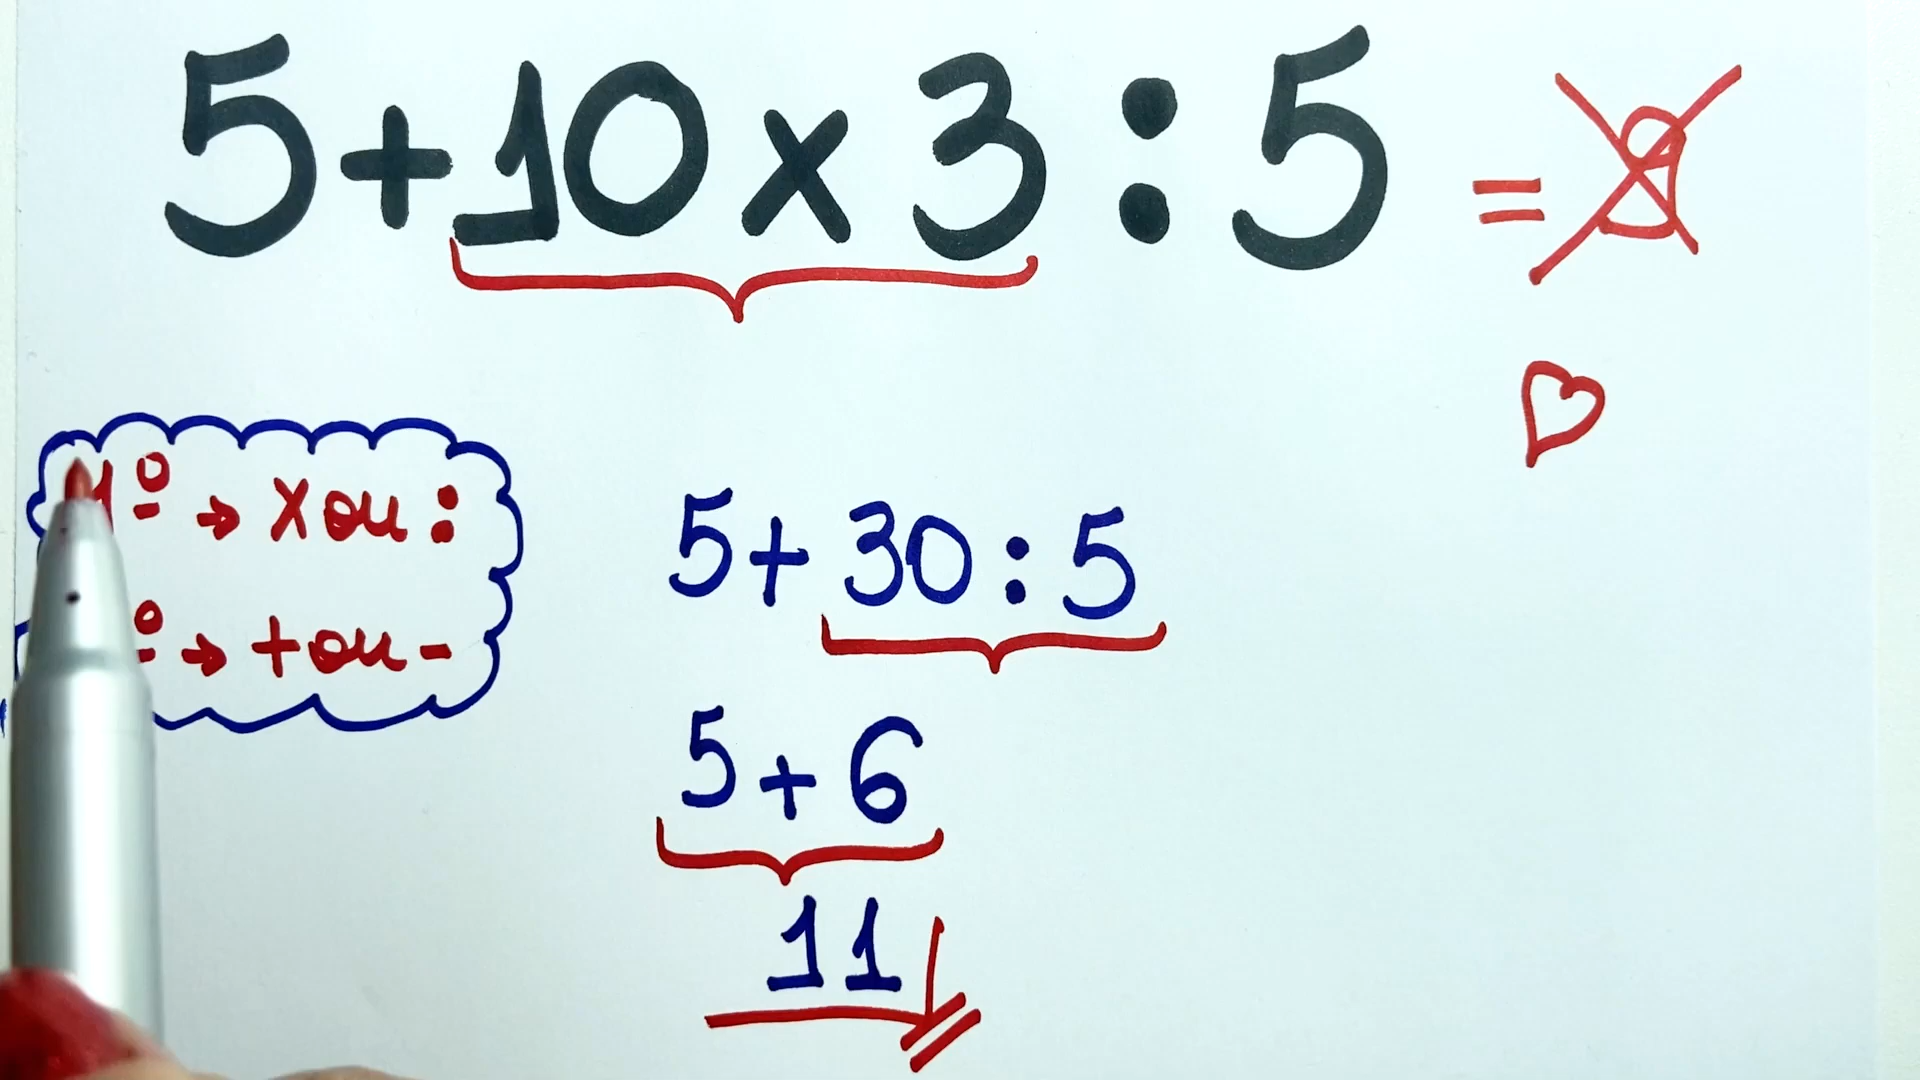 5+10x3:5 =
1º → x ou :
º → + ou -
5+30:5
5+6
11